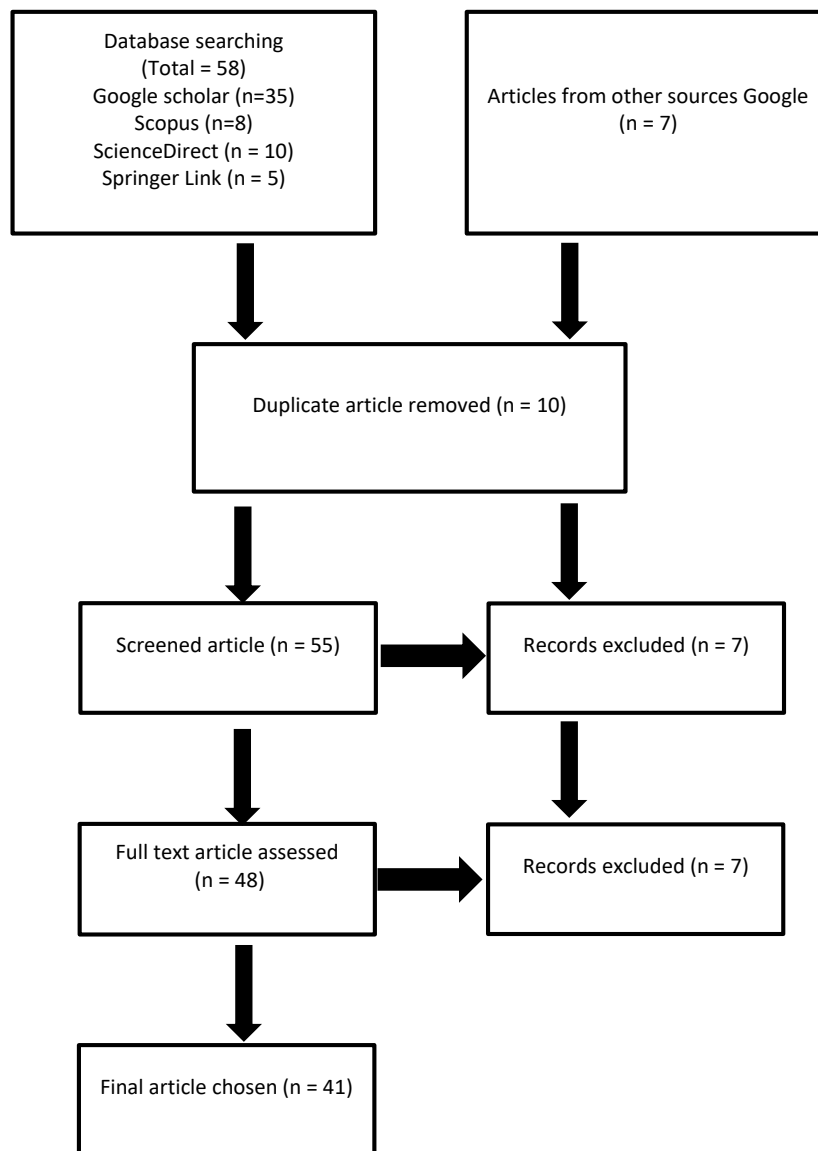 Database searching
(Total = 58)
Google scholar (n=35)
Scopus (n=8)
ScienceDirect (n = 10)
Springer Link (n = 5)
Articles from other sources Google
(n = 7)
Duplicate article removed (n = 10)
Screened article (n = 55)
Records excluded (n = 7)
Full text article assessed
(n = 48)
Records excluded (n = 7)
Final article chosen (n = 41)